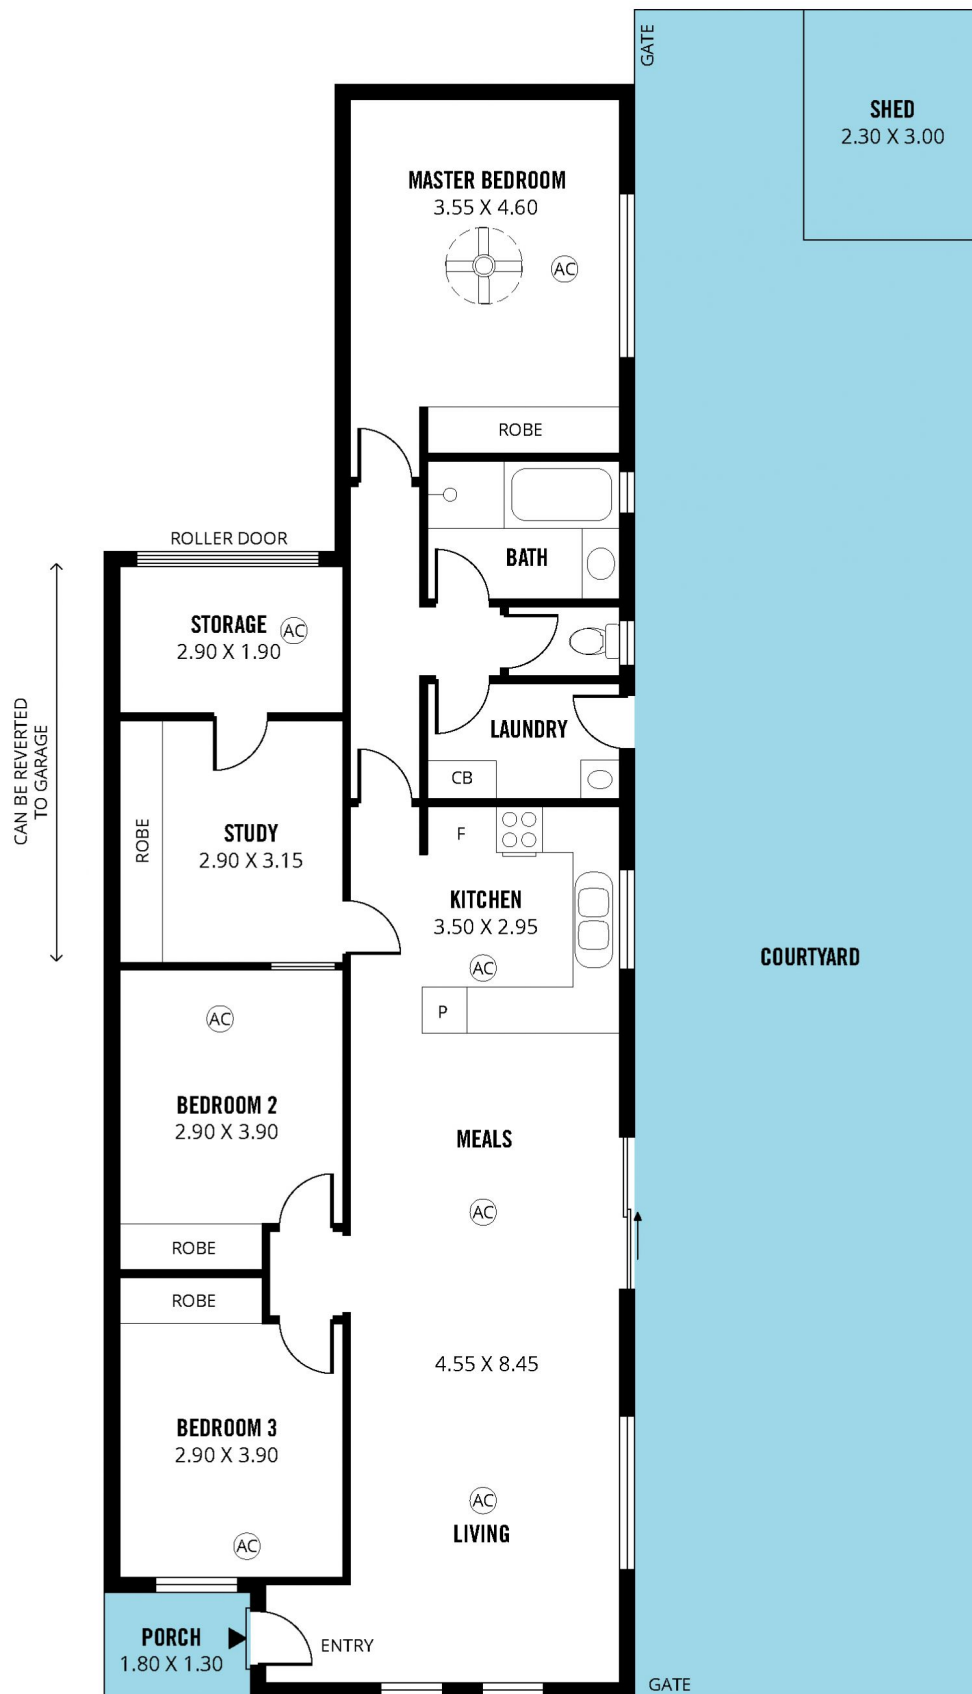 GATE
SHED
2.30 X 3.00
MASTER BEDROOM
3.55 X 4.60
AC
ROBE
ROLLER DOOR
BATH
STORAGE
2.90 X 1.90
AC
LAUNDRY
CB
CAN BE REVERTED
TO GARAGE
ROBE
STUDY
2.90 X 3.15
F
KITCHEN
3.50 X 2.95
AC
P
COURTYARD
AC
BEDROOM 2
2.90 X 3.90
MEALS
AC
ROBE
ROBE
4.55 X 8.45
BEDROOM 3
2.90 X 3.90
AC
AC
LIVING
PORCH
1.80 X 1.30
ENTRY
GATE